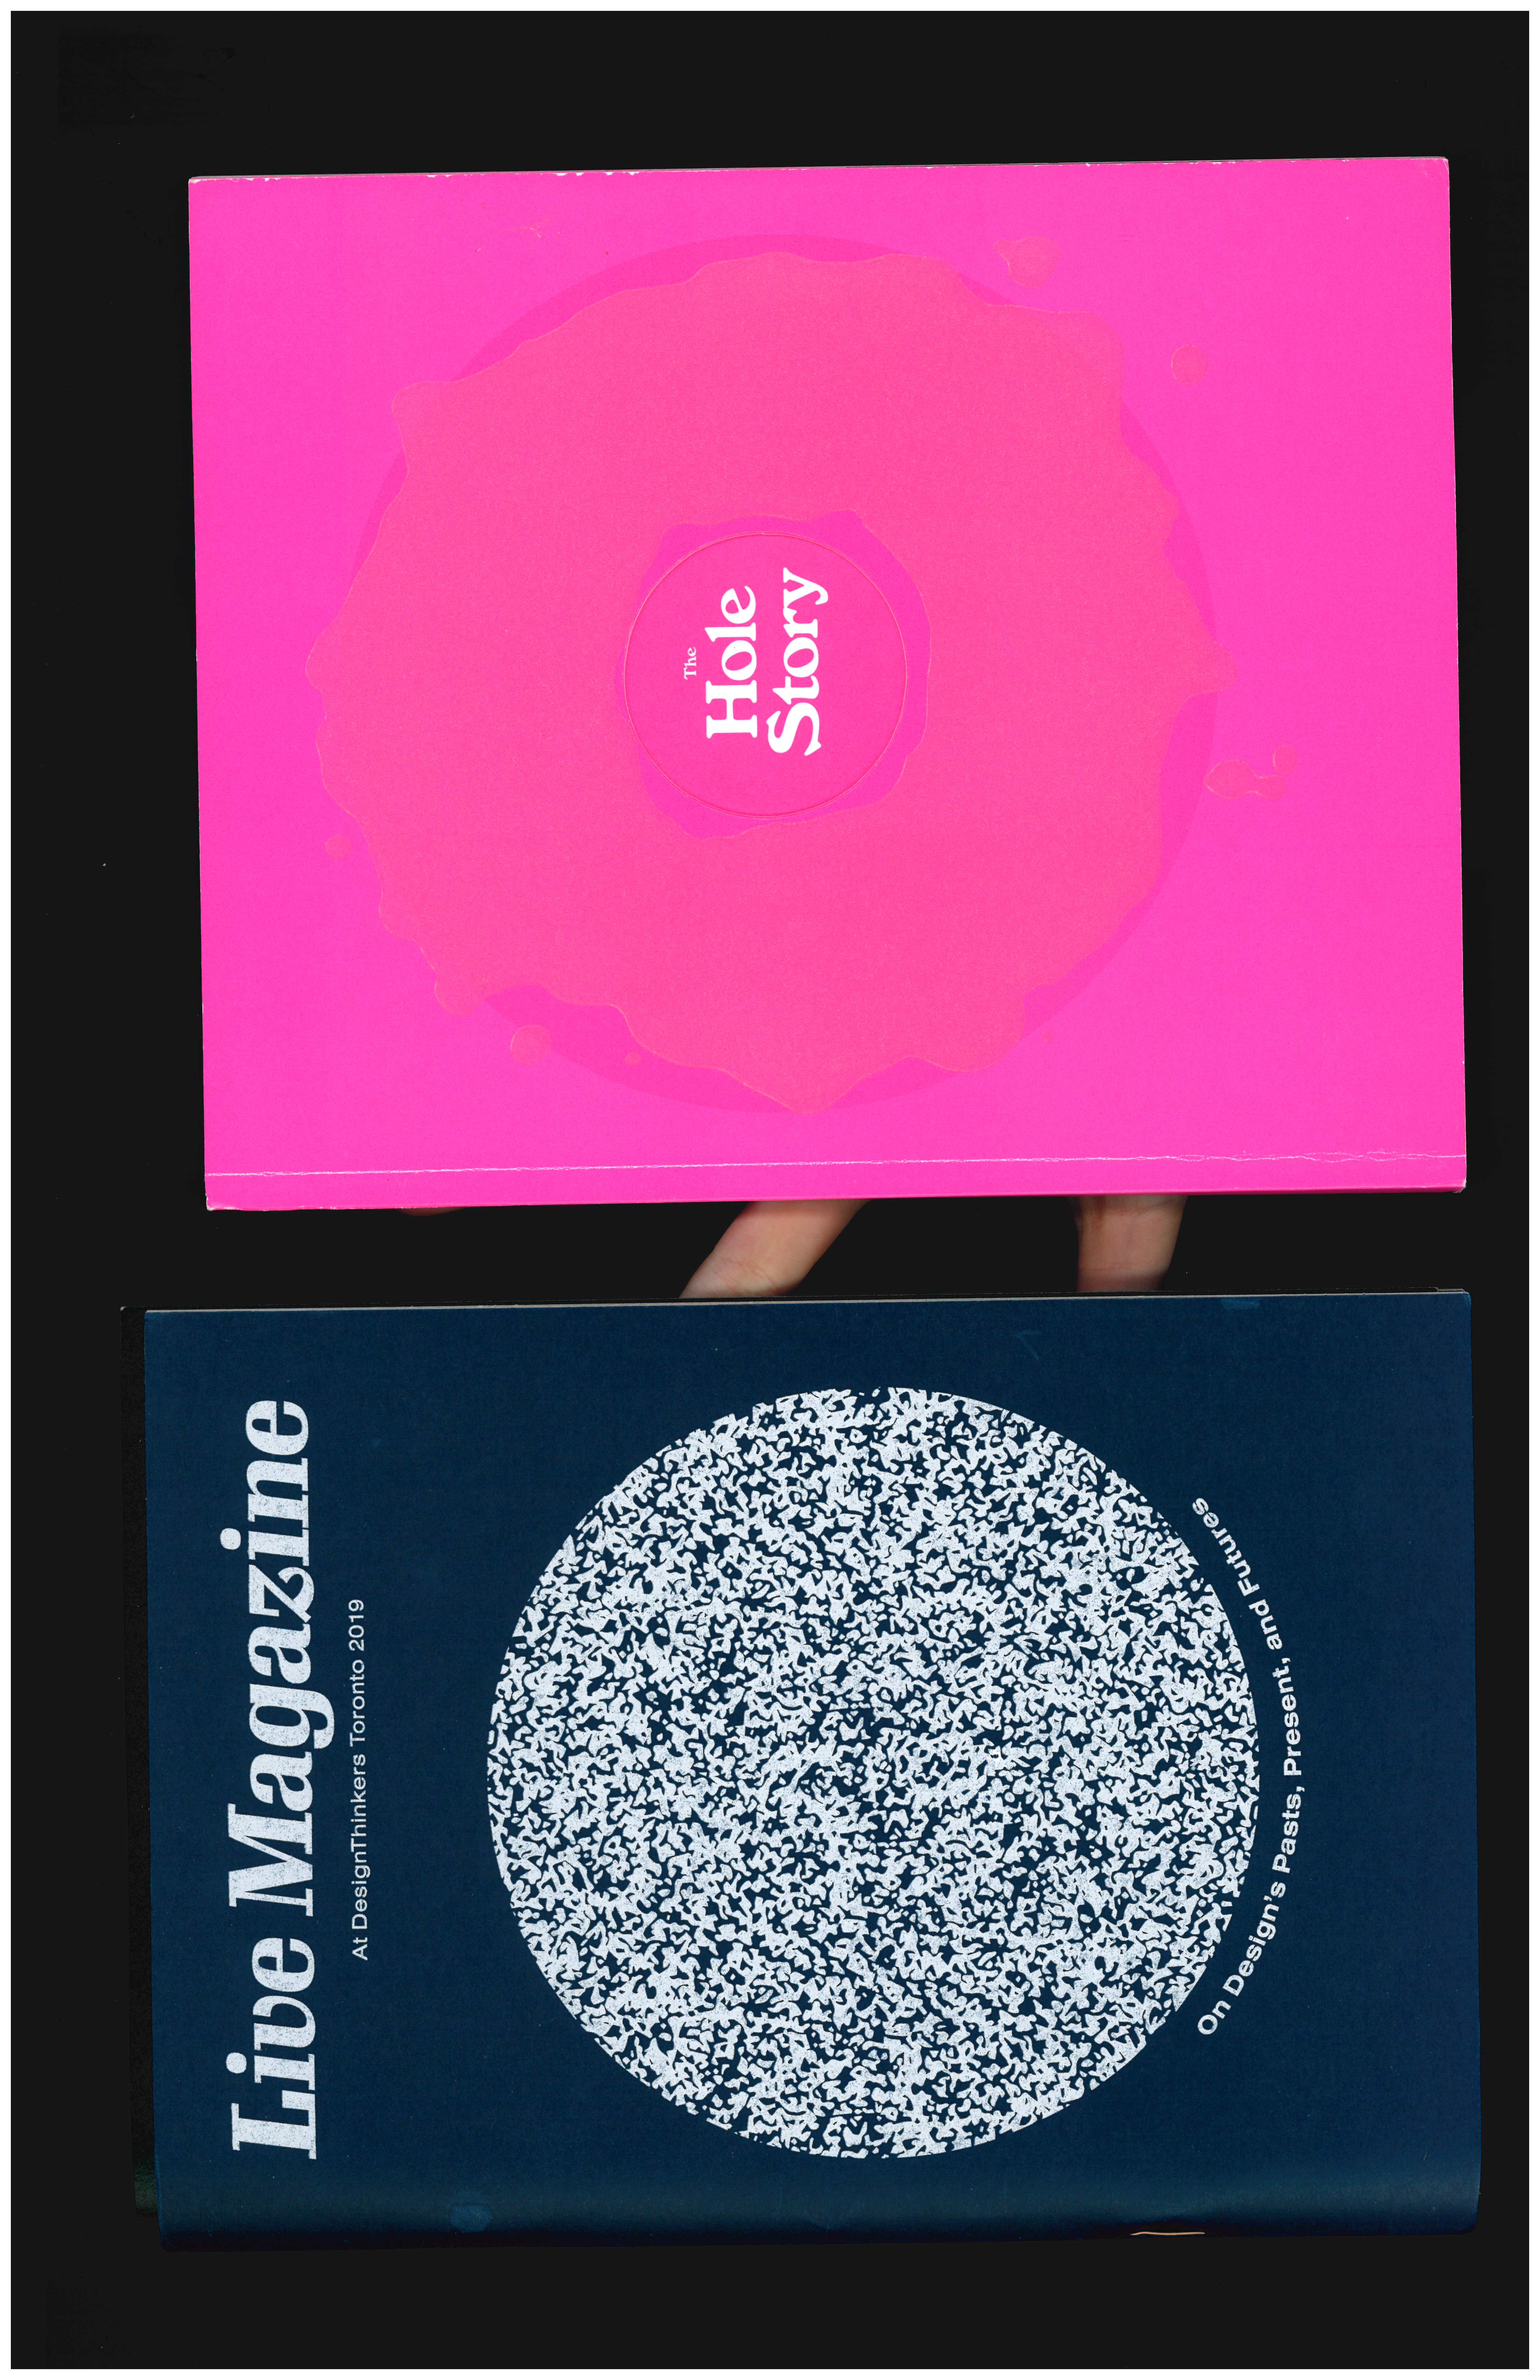 The
Hole
Story
Live Magazine
At DesignThinkers Toronto 2019
On Design's Pasts, Present, and Futures